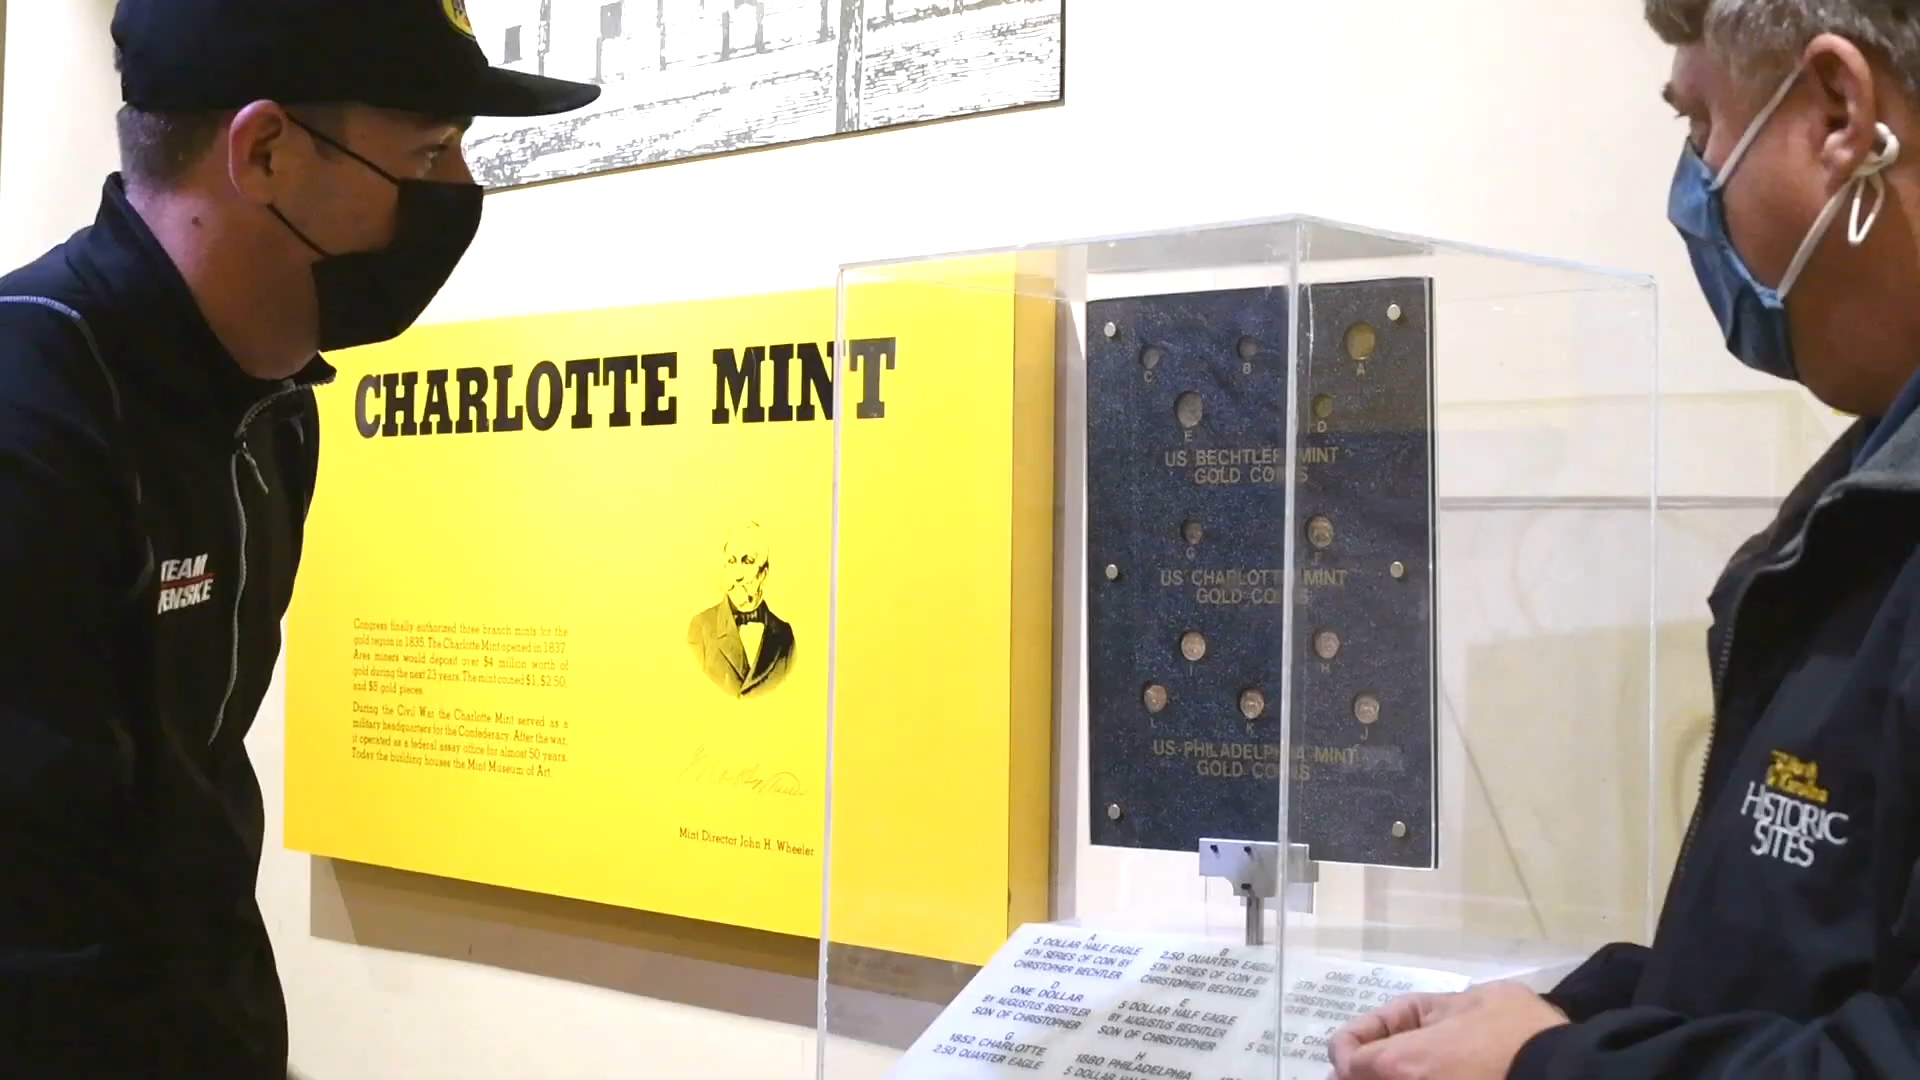 CHARLOTTE MINT
Congress finally authorized three branch mints for the
gold region in 1835. The Charlotte Mint opened in 1837.
Area miners would deposit over $4 million worth of
gold during the next 23 years. The mint coined $1, $2.50,
and $5 gold pieces.
During the Civil War, the Charlotte Mint served as a
military headquarters for the Confederacy. After the war,
it operated as a federal assay office for almost 50 years.
Today the building houses the Mint Museum of Art.
Mint Director John H. Wheeler
TEAM
PENSKE
C B A
E D
US BECHTLER MINT
GOLD COINS
G F
US CHARLOTTE MINT
GOLD COINS
I H
L K J
US PHILADELPHIA MINT
GOLD COINS
A
5 DOLLAR HALF EAGLE
4TH SERIES OF COIN BY
CHRISTOPHER BECHTLER
B
2.50 QUARTER EAGLE
5TH SERIES OF COIN BY
CHRISTOPHER BECHTLER
C
ONE DOLLAR
5TH SERIES OF
CHRISTOPHER
D
ONE DOLLAR
BY AUGUSTUS BECHTLER
SON OF CHRISTOPHER
E
5 DOLLAR HALF EAGLE
BY AUGUSTUS BECHTLER
SON OF CHRISTOPHER
G
1852 CHARLOTTE
2.50 QUARTER EAGLE
H
1880 PHILADELPHIA
5 DOLLAR
HISTORIC
SITES